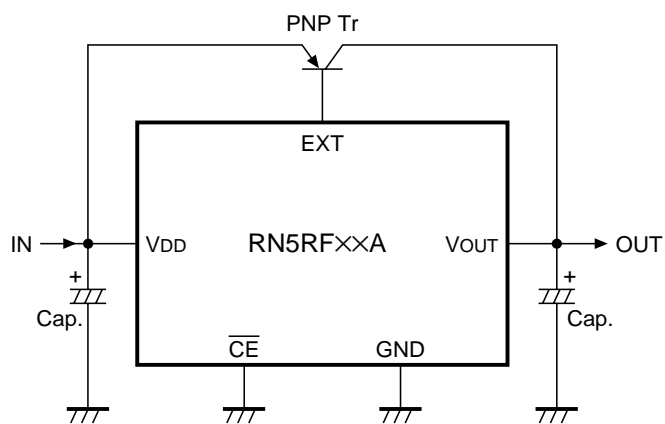 PNP Tr
EXT
IN
VDD
RN5RF××A
VOUT
OUT
+
Cap.
+
Cap.
CE
GND